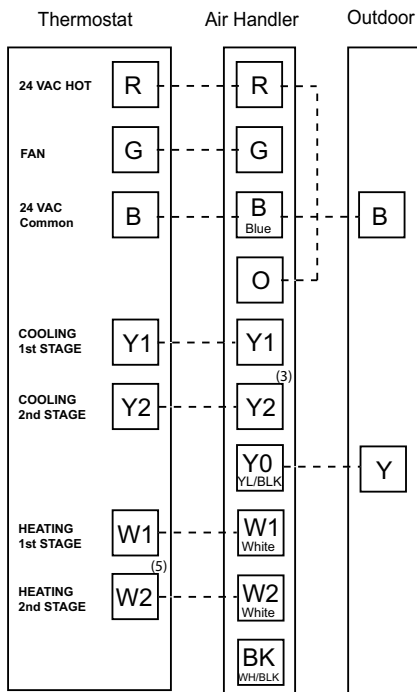 Thermostat Air Handler Outdoor
24 VAC HOT R R
FAN G G
24 VAC
Common B B B
Blue
O
COOLING
1st STAGE Y1 Y1
(3)
COOLING
2nd STAGE Y2 Y2
Y0 Y
YL/BLK
HEATING
1st STAGE W1 W1
White
(5)
HEATING
2nd STAGE W2 W2
White
BK
WH/BLK